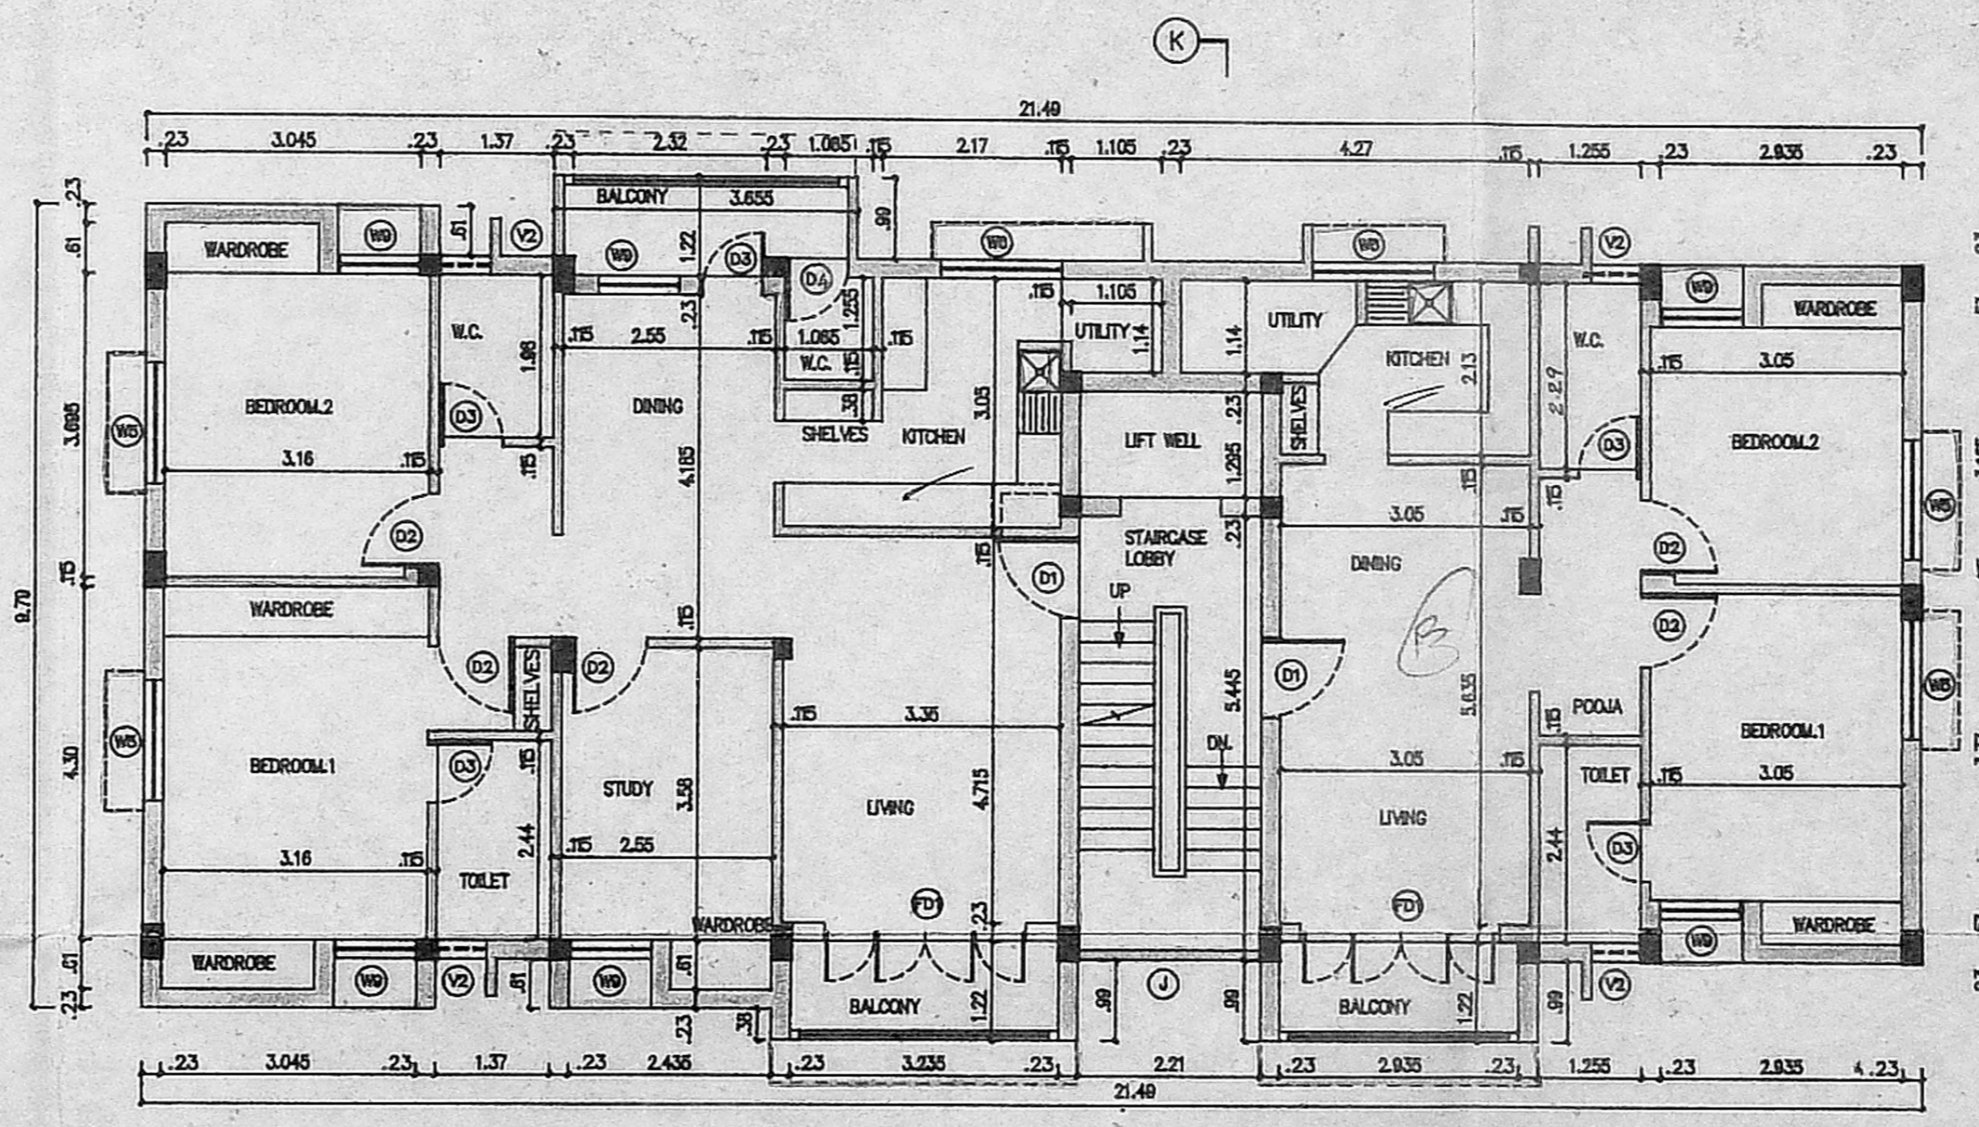 K
21.49
.23 3.045 .23 1.37 .23 2.32 .23 1.065 .115 2.17 .115 1.105 .23 4.27 .115 1.255 .23 2.935 .23
.23
BALCONY 3.655
.99
.61
WARDROBE W9 .61 V2
W9 1.22 D3 D4
W8 W8 V2
W9 WARDROBE
.23 1.255
.115 1.105
UTILITY 1.14
1.14 UTILITY
KITCHEN 2.13
W.C. 2.29
.115 3.05
W.C. 1.96
.115 2.55 1.065 .115
W.C. .115
.38
3.695
W5 BEDROOM.2 D3
DINING
SHELVES KITCHEN 3.05
LIFT WELL
.23
1.295
SHELVES
D3 BEDROOM.2
3.16 .115 .115
4.185
.115 .115
W5
D2
.115
STAIRCASE
LOBBY
.23
3.05 .115
D2
9.70
.115
WARDROBE
.115
D1
UP
DINING
B
D2
D2 SHELVES D2
D1
5.445
5.635
W5
W5
.115 3.35
DN.
.115 POOJA
BEDROOM.1
BEDROOM.1 D3 .115
4.30
STUDY 3.58
LIVING 4.715
3.05 .115
LIVING
TOILET .115 3.05
2.44
D3
3.16 .115 2.44
.115 2.55
TOILET
WARDROBE
FD1 .23
FD1
WARDROBE
.61
WARDROBE W9 V2 .61
W9 .61
BALCONY 1.22
.99 J .99
BALCONY 1.22
.99 V2
W9
.23
.23 .38
.23 3.045 .23 1.37 .23 2.435 .23 3.235 .23 2.21 .23 2.935 .23 1.255 .23 2.935 .23
21.49